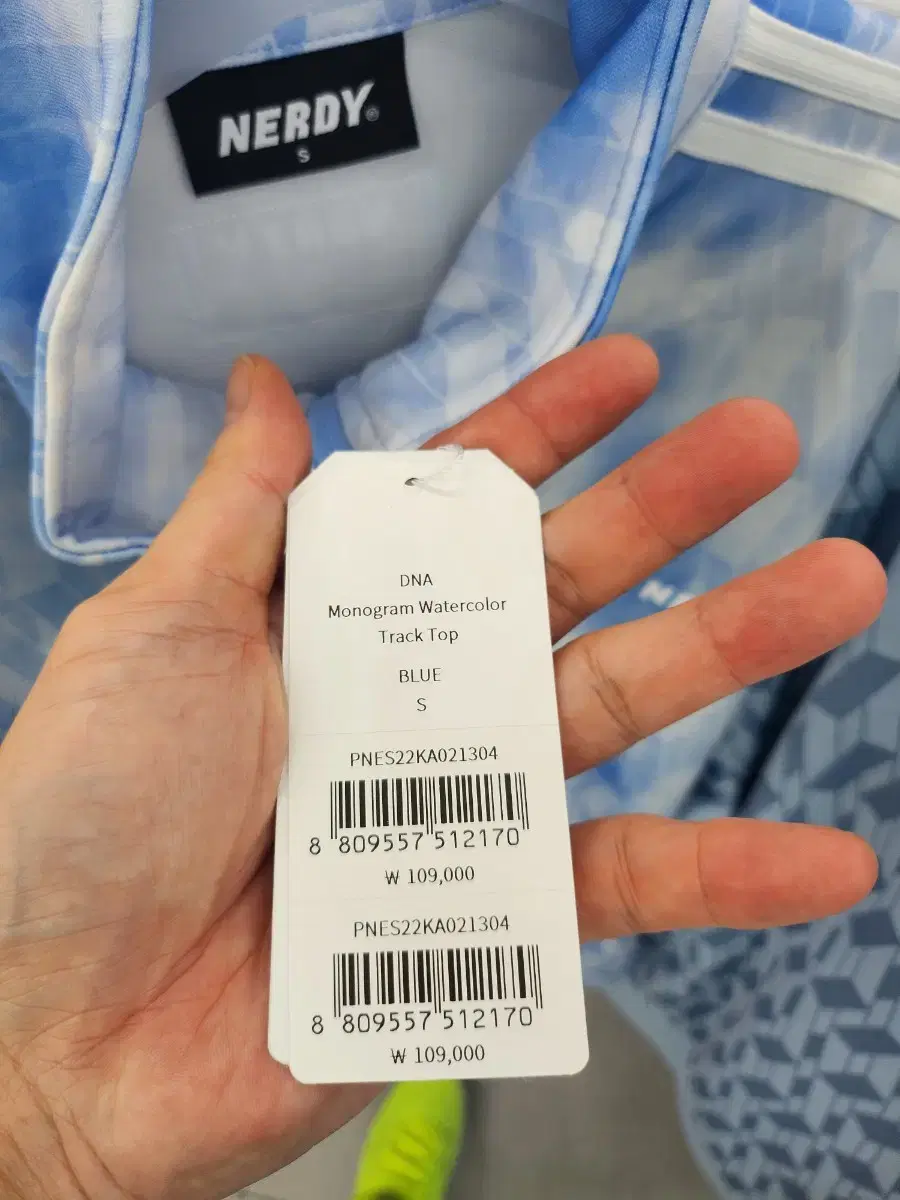 NERDY®
S
DNA
Monogram Watercolor
Track Top
BLUE
S
PNES22KA021304
8 809557 512170
₩ 109,000
PNES22KA021304
8 809557 512170
₩ 109,000